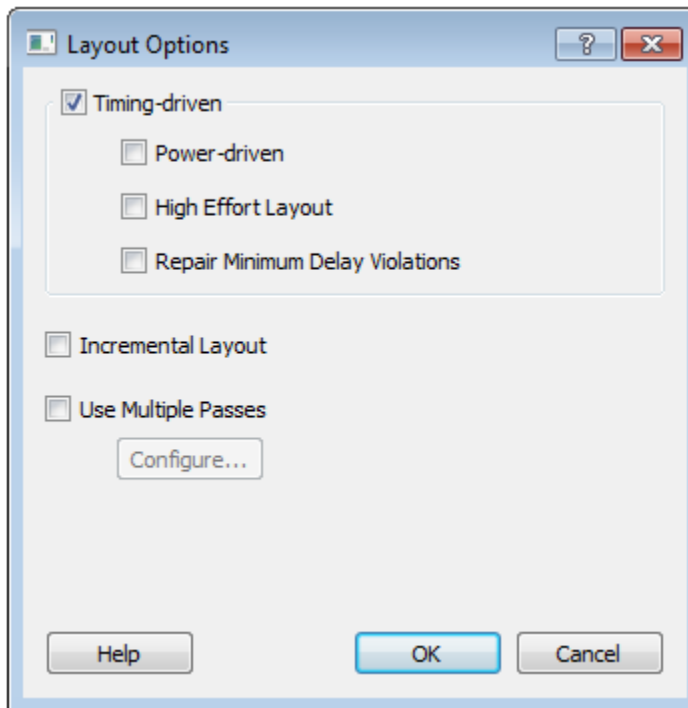 Layout Options
Timing-driven
Power-driven
High Effort Layout
Repair Minimum Delay Violations
Incremental Layout
Use Multiple Passes
Configure...
Help OK Cancel